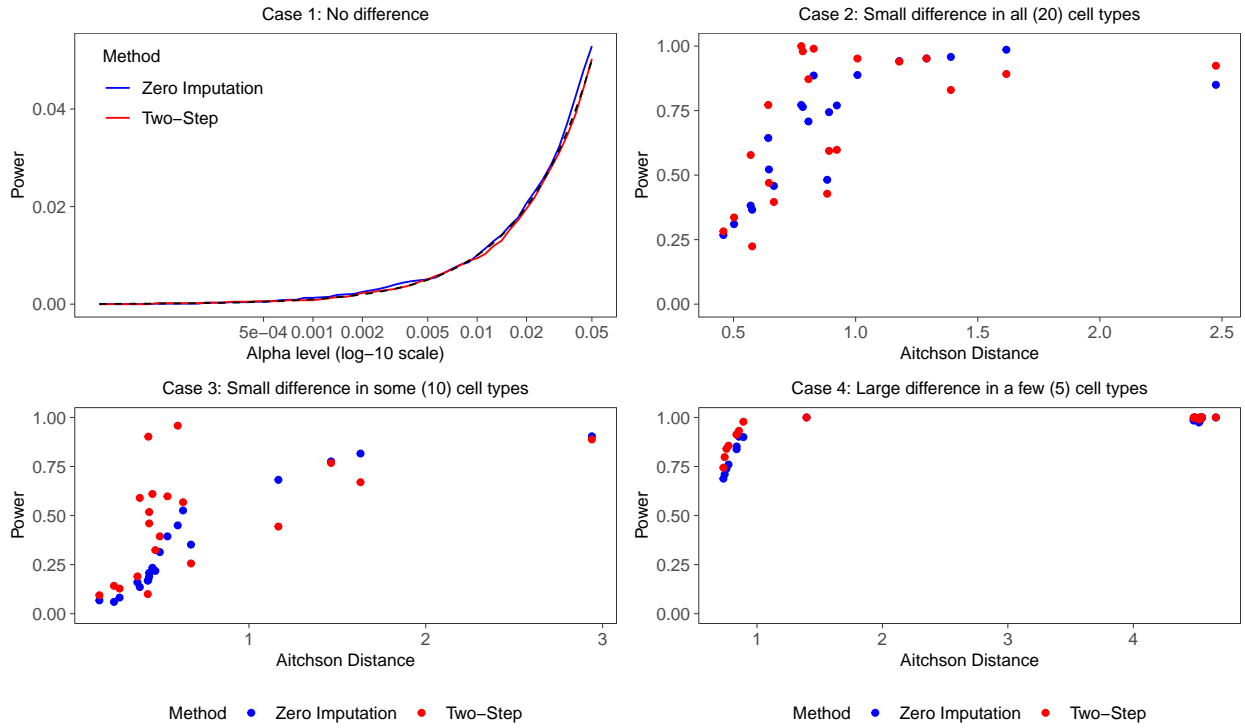 Case 1: No difference
Method
Zero Imputation
Two−Step
Power
0.04
0.02
0.00
5e−04 0.001 0.002 0.005 0.01 0.02 0.05
Alpha level (log−10 scale)
Case 2: Small difference in all (20) cell types
Power
1.00
0.75
0.50
0.25
0.00
0.5 1.0 1.5 2.0 2.5
Aitchson Distance
Case 3: Small difference in some (10) cell types
Power
1.00
0.75
0.50
0.25
0.00
1 2 3
Aitchson Distance
Method Zero Imputation Two−Step
Case 4: Large difference in a few (5) cell types
Power
1.00
0.75
0.50
0.25
0.00
1 2 3 4
Aitchson Distance
Method Zero Imputation Two−Step